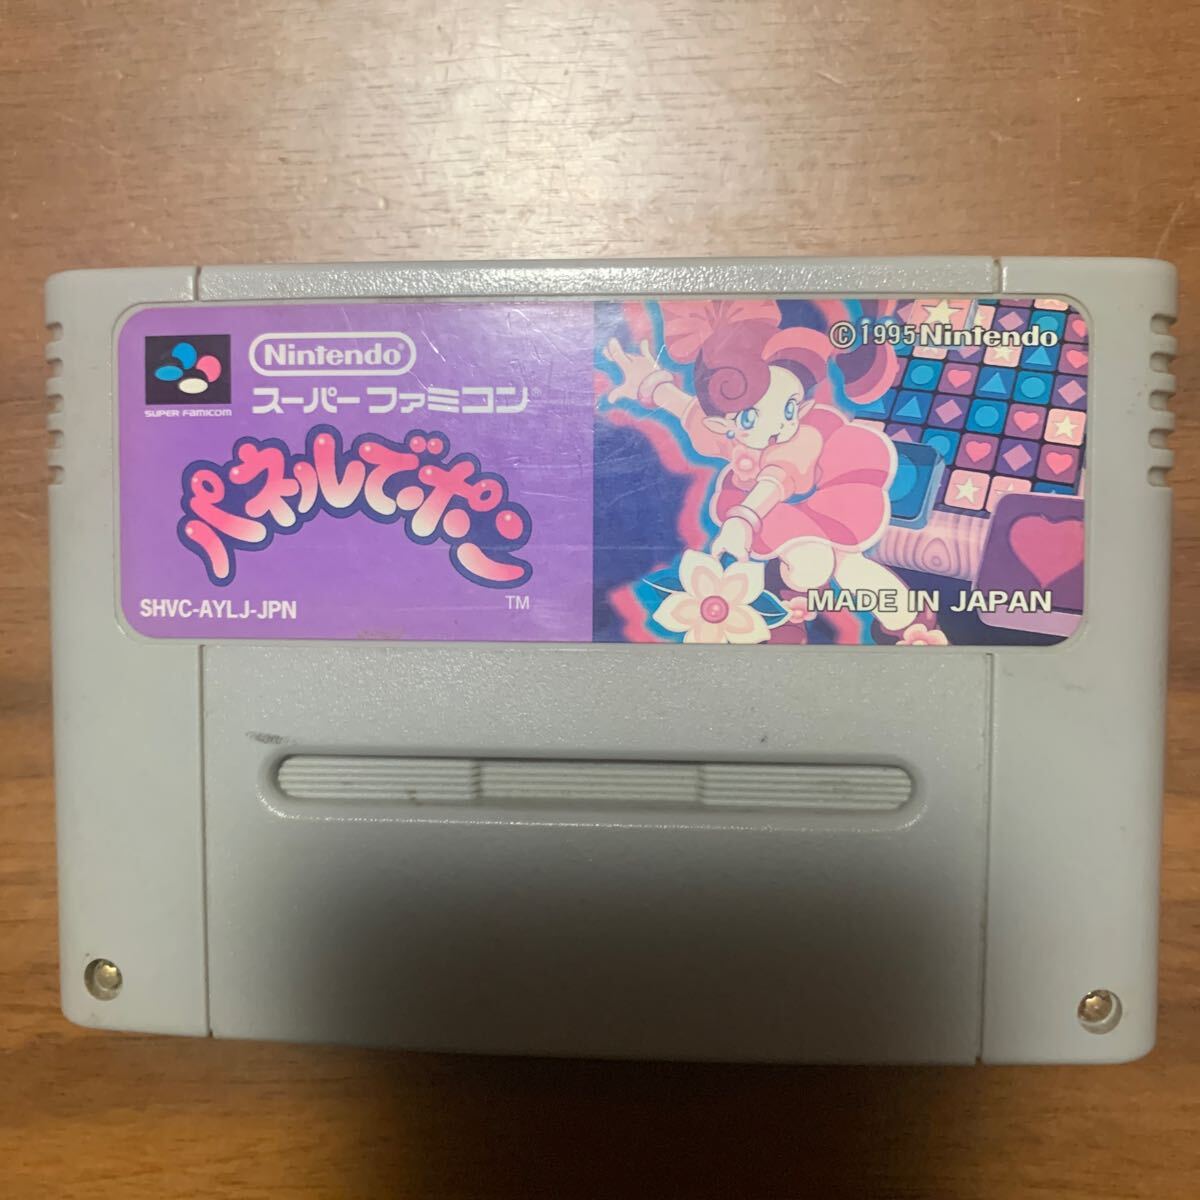 Nintendo
スーパーファミコン®
SUPER FAMICOM
パネルでポン
TM
SHVC-AYLJ-JPN
©1995 Nintendo
MADE IN JAPAN